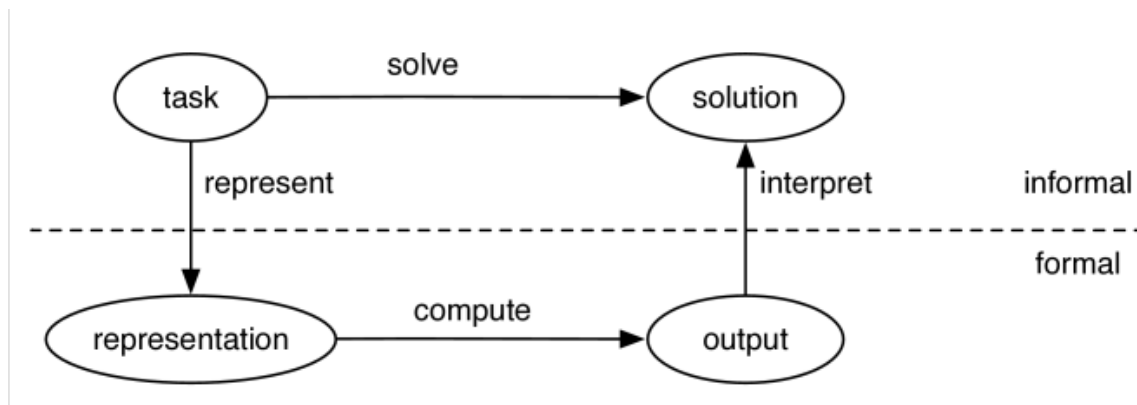 solve
task
solution
represent
interpret
informal
formal
compute
representation
output